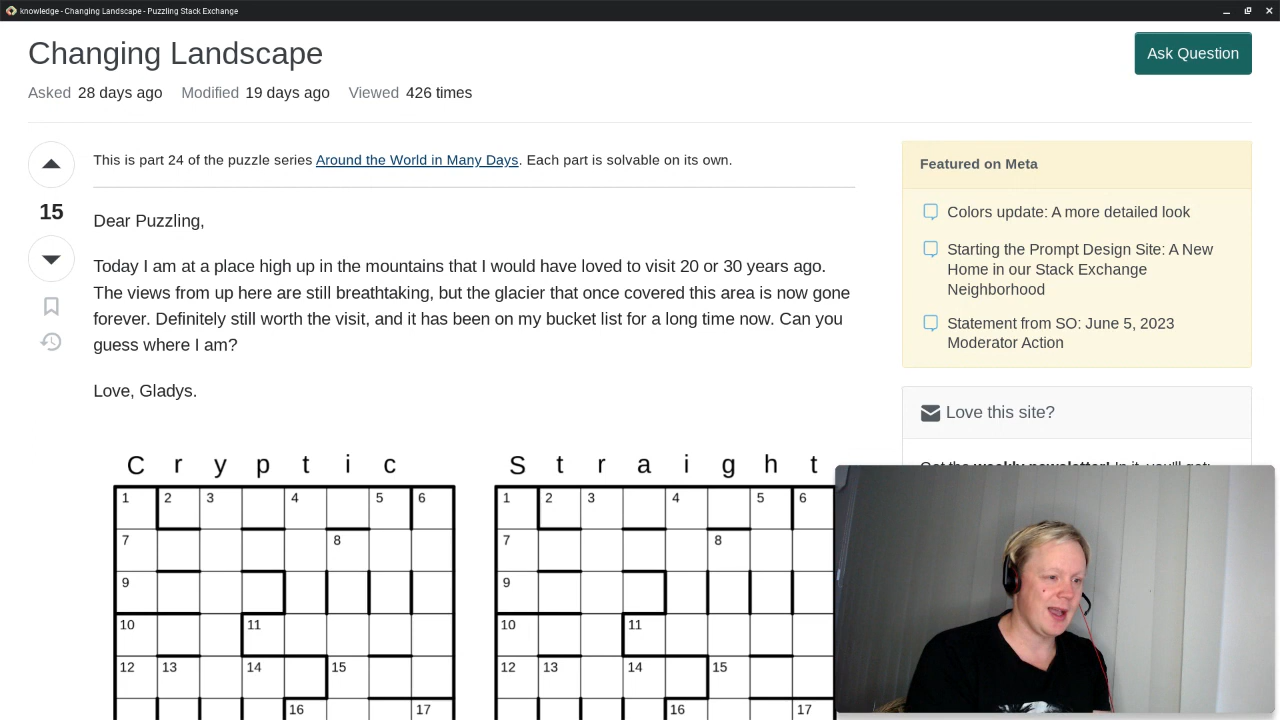 knowledge - Changing Landscape - Puzzling Stack Exchange
Changing Landscape
Ask Question
Asked 28 days ago Modified 19 days ago Viewed 426 times
This is part 24 of the puzzle series Around the World in Many Days. Each part is solvable on its own.
15
Dear Puzzling,
Today I am at a place high up in the mountains that I would have loved to visit 20 or 30 years ago.
The views from up here are still breathtaking, but the glacier that once covered this area is now gone
forever. Definitely still worth the visit, and it has been on my bucket list for a long time now. Can you
guess where I am?
Love, Gladys.
Featured on Meta
Colors update: A more detailed look
Starting the Prompt Design Site: A New
Home in our Stack Exchange
Neighborhood
Statement from SO: June 5, 2023
Moderator Action
Love this site?
C r y p t i c
1 2 3 4 5 6
7 8
9
10 11
12 13 14 15
16 17
S t r a i g h t
1 2 3 4 5 6
7 8
9
10 11
12 13 14 15
16 17